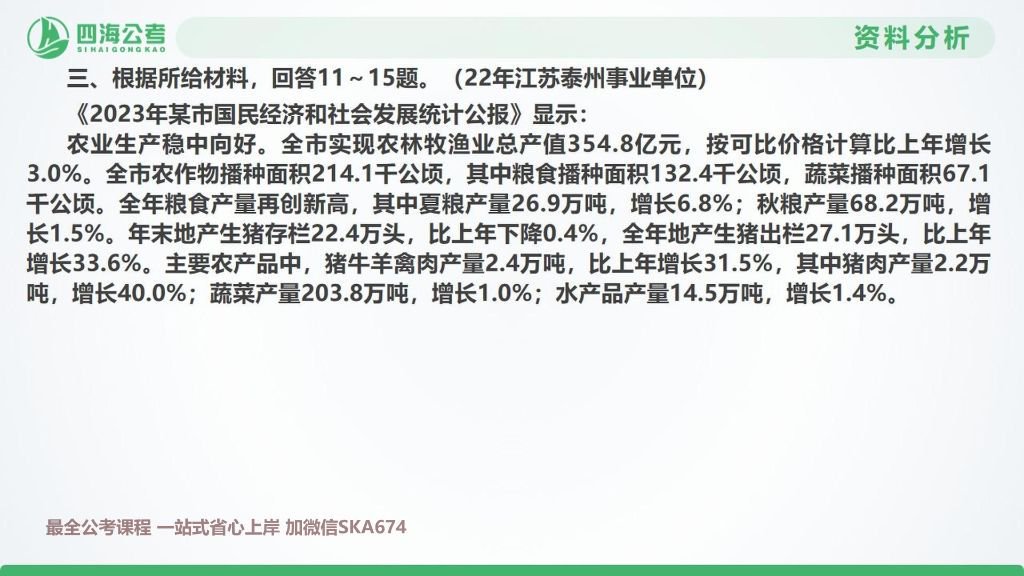 四海公考
SIHAIGONGKAO
资料分析
三、根据所给材料，回答11～15题。（22年江苏泰州事业单位）
《2023年某市国民经济和社会发展统计公报》显示：
农业生产稳中向好。全市实现农林牧渔业总产值354.8亿元，按可比价格计算比上年增长
3.0%。全市农作物播种面积214.1千公顷，其中粮食播种面积132.4千公顷，蔬菜播种面积67.1
千公顷。全年粮食产量再创新高，其中夏粮产量26.9万吨，增长6.8%；秋粮产量68.2万吨，增
长1.5%。年末地产生猪存栏22.4万头，比上年下降0.4%，全年地产生猪出栏27.1万头，比上年
增长33.6%。主要农产品中，猪牛羊禽肉产量2.4万吨，比上年增长31.5%，其中猪肉产量2.2万
吨，增长40.0%；蔬菜产量203.8万吨，增长1.0%；水产品产量14.5万吨，增长1.4%。
最全公考课程 一站式省心上岸 加微信SKA674